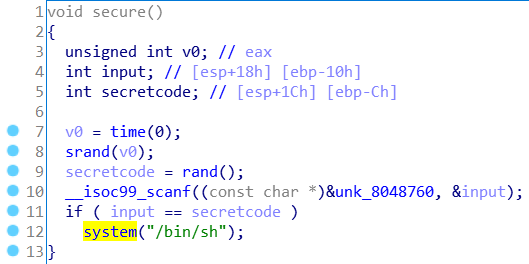 1 void secure()
2 {
3 unsigned int v0; // eax
4 int input; // [esp+18h] [ebp-10h]
5 int secretcode; // [esp+1Ch] [ebp-Ch]
6
7 v0 = time(0);
8 srand(v0);
9 secretcode = rand();
10 __isoc99_scanf((const char *)&unk_8048760, &input);
11 if ( input == secretcode )
12 system("/bin/sh");
13 }